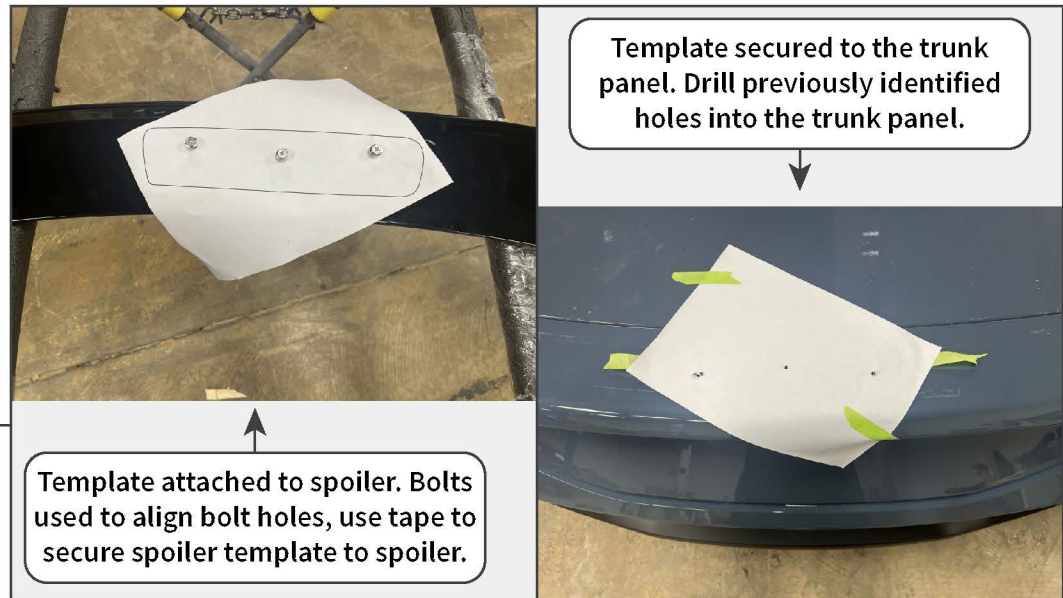 Template secured to the trunk
panel. Drill previously identified
holes into the trunk panel.
Template attached to spoiler. Bolts
used to align bolt holes, use tape to
secure spoiler template to spoiler.